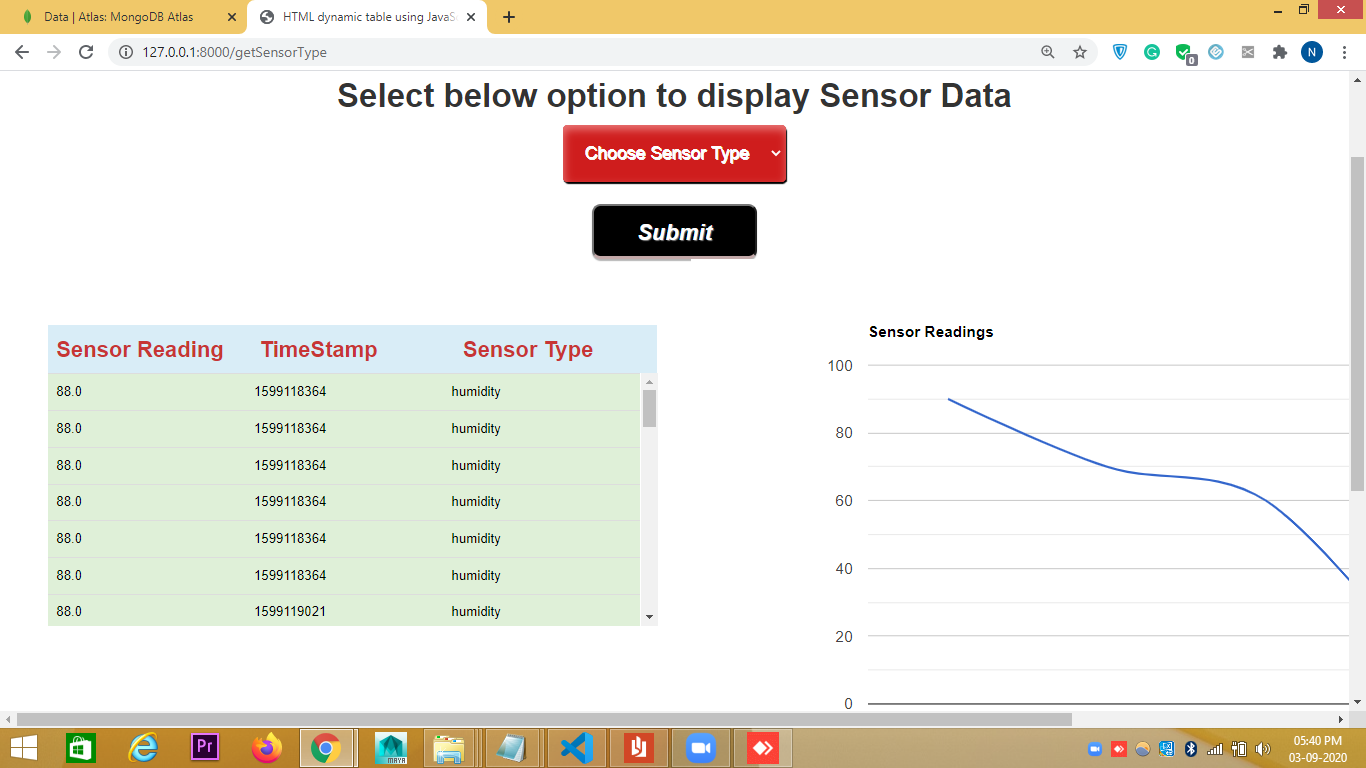 Data | Atlas: MongoDB Atlas
HTML dynamic table using JavaS
127.0.0.1:8000/getSensorType
0
N
Select below option to display Sensor Data
Choose Sensor Type
Submit
Sensor Reading TimeStamp Sensor Type
88.0 1599118364 humidity
88.0 1599118364 humidity
88.0 1599118364 humidity
88.0 1599118364 humidity
88.0 1599118364 humidity
88.0 1599118364 humidity
88.0 1599119021 humidity
Sensor Readings
100
80
60
40
20
0
Pr
MAYA
05:40 PM
03-09-2020